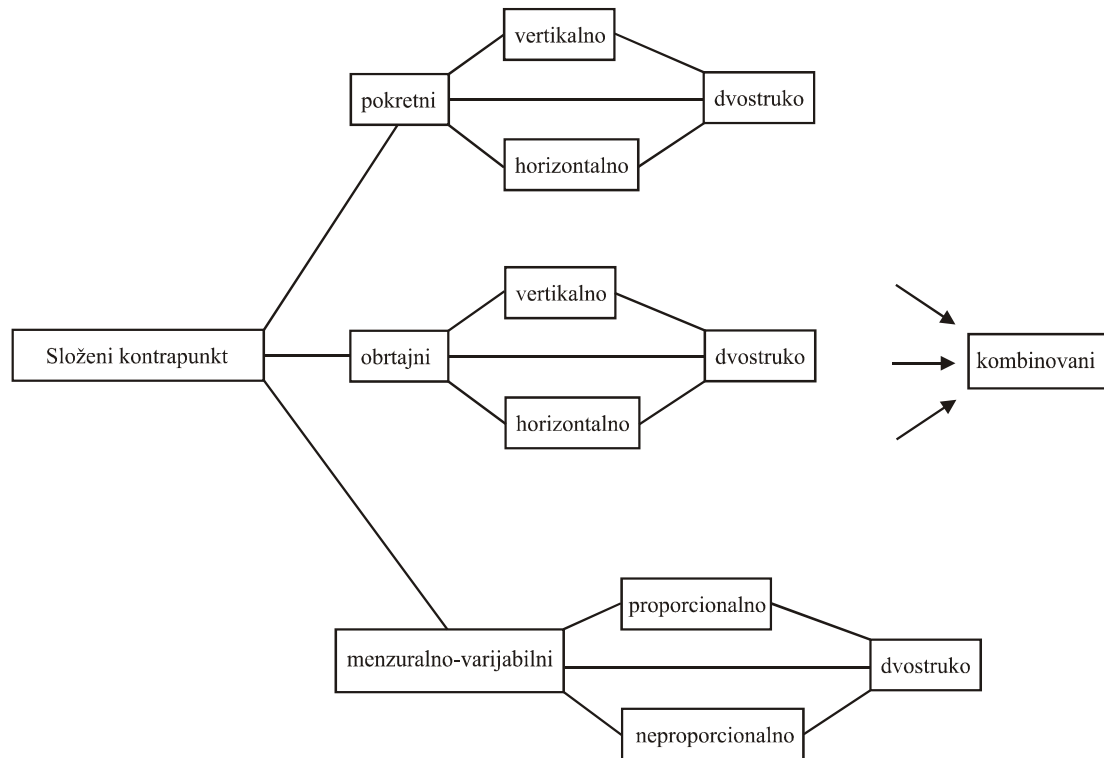 vertikalno
pokretni
dvostruko
horizontalno
vertikalno
Složeni kontrapunkt
obrtajni
dvostruko
kombinovani
horizontalno
proporcionalno
menzuralno-varijabilni
dvostruko
neproporcionalno